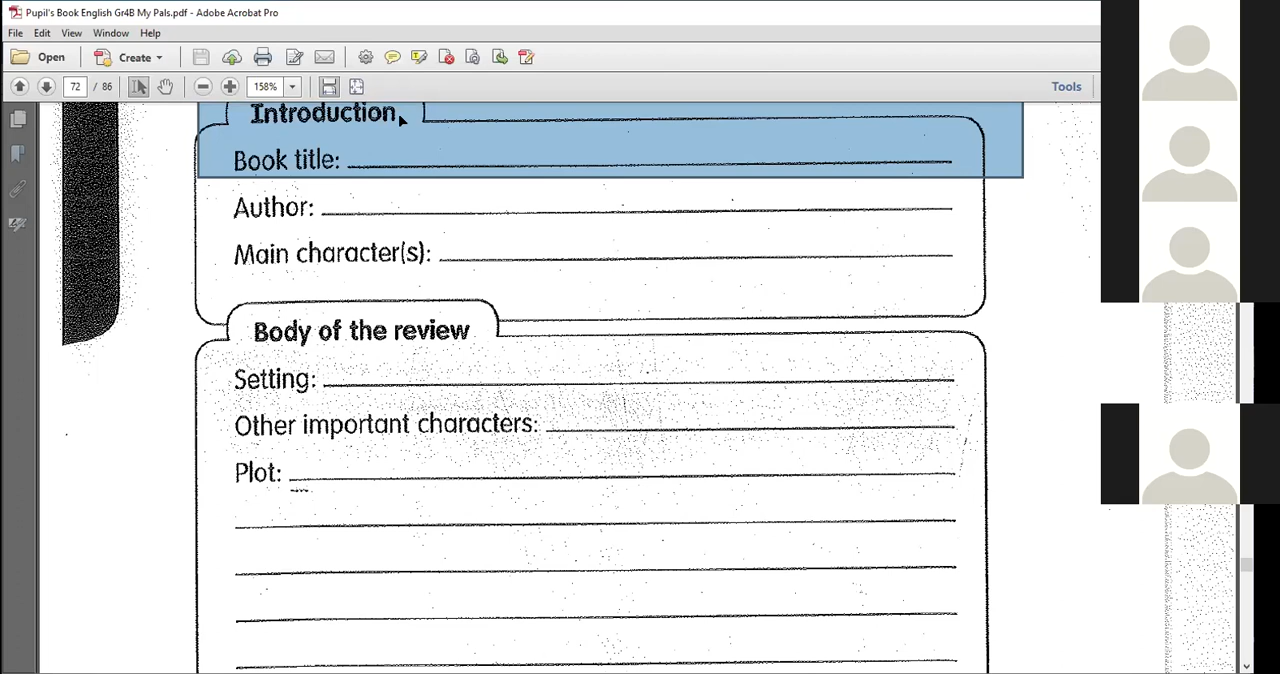 Pupil's Book English Gr4B My Pals.pdf - Adobe Acrobat Pro
File Edit View Window Help
Open Create
72 / 86 158% Tools
Introduction
Book title:
Author:
Main character(s):
Body of the review
Setting:
Other important characters:
Plot: